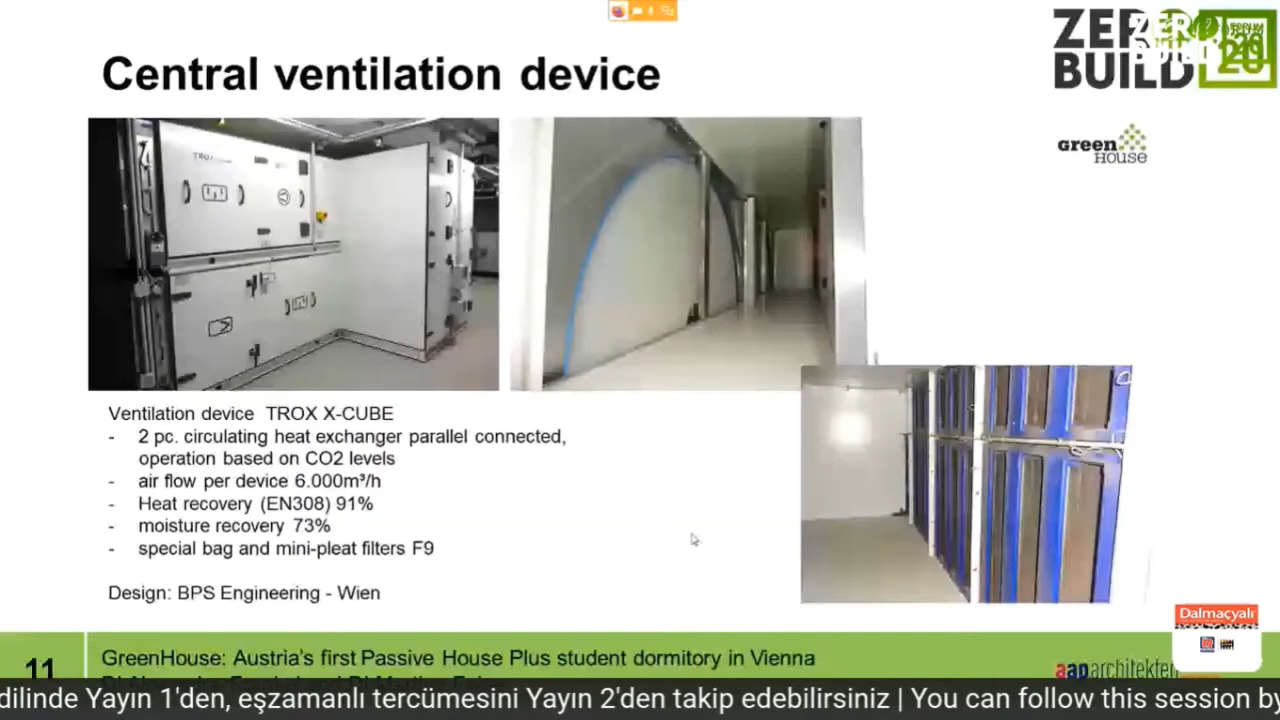 Central ventilation device
ZERO
BUILD
FORUM
20
green
HOUSE
TROX
Ventilation device TROX X-CUBE
- 2 pc. circulating heat exchanger parallel connected,
operation based on CO2 levels
- air flow per device 6.000m³/h
- Heat recovery (EN308) 91%
- moisture recovery 73%
- special bag and mini-pleat filters F9
Design: BPS Engineering - Wien
Dalmaçyalı
11
GreenHouse: Austria's first Passive House Plus student dormitory in Vienna
aap.architekten
dilinde Yayın 1'den, eşzamanlı tercümesini Yayın 2'den takip edebilirsiniz | You can follow this session by